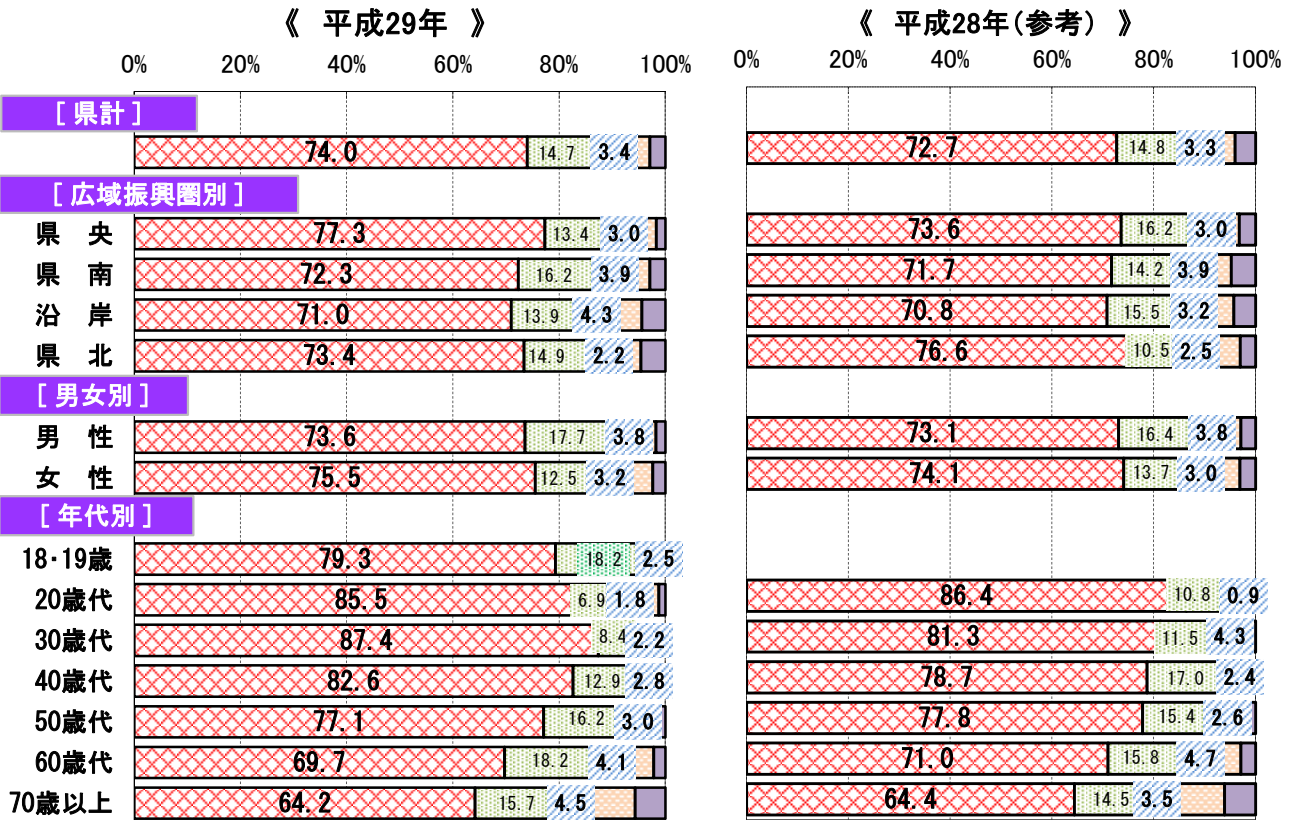 《 平成29年 》 《 平成28年(参考) 》
0% 20% 40% 60% 80% 100% 0% 20% 40% 60% 80% 100%
[ 県計 ]
74.0 14.7 3.4 72.7 14.8 3.3
[ 広域振興圏別 ]
県 央 77.3 13.4 3.0 73.6 16.2 3.0
県 南 72.3 16.2 3.9 71.7 14.2 3.9
沿 岸 71.0 13.9 4.3 70.8 15.5 3.2
県 北 73.4 14.9 2.2 76.6 10.5 2.5
[ 男女別 ]
男 性 73.6 17.7 3.8 73.1 16.4 3.8
女 性 75.5 12.5 3.2 74.1 13.7 3.0
[ 年代別 ]
18・19歳 79.3 18.2 2.5
20歳代 85.5 6.9 1.8 86.4 10.8 0.9
30歳代 87.4 8.4 2.2 81.3 11.5 4.3
40歳代 82.6 12.9 2.8 78.7 17.0 2.4
50歳代 77.1 16.2 3.0 77.8 15.4 2.6
60歳代 69.7 18.2 4.1 71.0 15.8 4.7
70歳以上 64.2 15.7 4.5 64.4 14.5 3.5